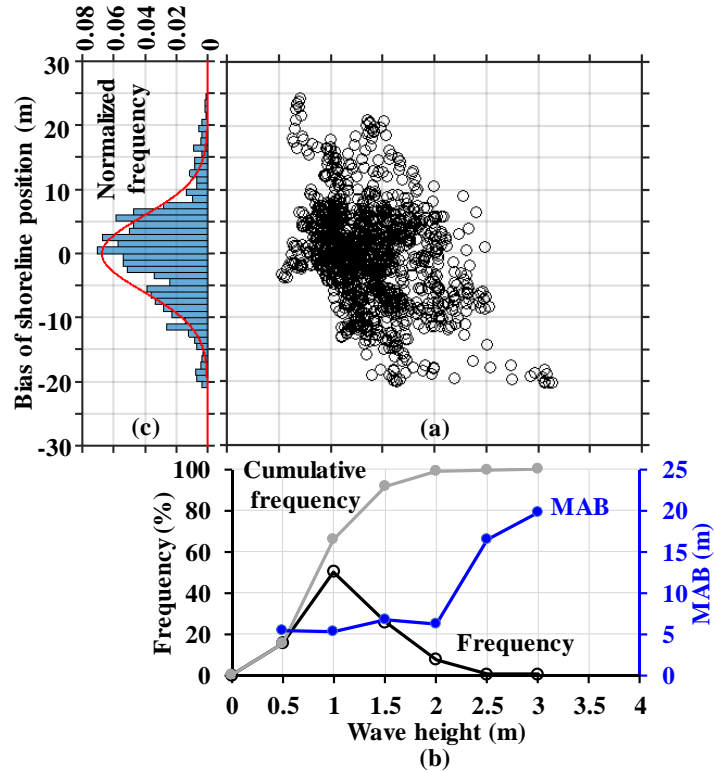 0.08
0.06
0.04
0.02
0
30
20
10
0
-10
-20
-30
Bias of shoreline position (m)
Normalized
frequency
(c)
(a)
100
80
60
40
20
0
Frequency (%)
Cumulative
frequency
MAB
Frequency
25
20
15
10
5
0
MAB (m)
0 0.5 1 1.5 2 2.5 3 3.5 4
Wave height (m)
(b)